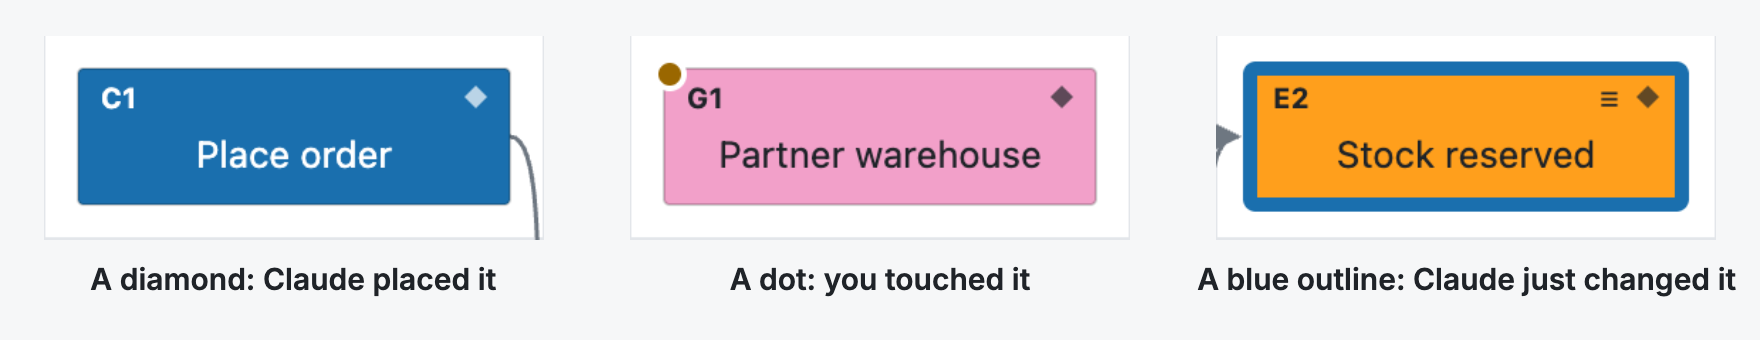 C1
Place order
A diamond: Claude placed it
G1
Partner warehouse
A dot: you touched it
E2
Stock reserved
A blue outline: Claude just changed it